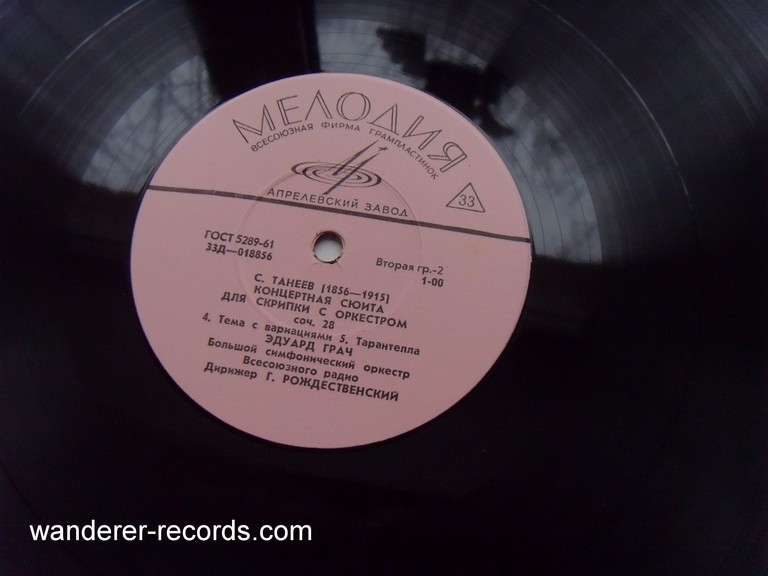 МЕЛОДИЯ
ВСЕСОЮЗНАЯ ФИРМА ГРАМПЛАСТИНОК
АПРЕЛЕВСКИЙ ЗАВОД
33
ГОСТ 5289-61
33Д—018856
Вторая гр.-2
1-00
С. ТАНЕЕВ (1856—1915)
КОНЦЕРТНАЯ СЮИТА
ДЛЯ СКРИПКИ С ОРКЕСТРОМ
соч. 28
4. Тема с вариациями 5. Тарантелла
ЭДУАРД ГРАЧ
Большой симфонический оркестр
Всесоюзного радио
Дирижер Г. РОЖДЕСТВЕНСКИЙ
wanderer-records.com